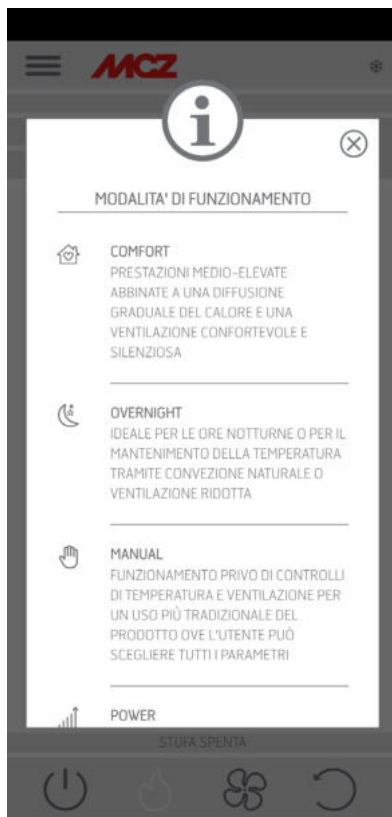 MCZ
MODALITA' DI FUNZIONAMENTO
COMFORT
PRESTAZIONI MEDIO-ELEVATE
ABBINATE A UNA DIFFUSIONE
GRADUALE DEL CALORE E UNA
VENTILAZIONE CONFORTEVOLE E
SILENZIOSA
OVERNIGHT
IDEALE PER LE ORE NOTTURNE O PER IL
MANTENIMENTO DELLA TEMPERATURA
TRAMITE CONVEZIONE NATURALE O
VENTILAZIONE RIDOTTA
MANUAL
FUNZIONAMENTO PRIVO DI CONTROLLI
DI TEMPERATURA E VENTILAZIONE PER
UN USO PIÙ TRADIZIONALE DEL
PRODOTTO OVE L'UTENTE PUÒ
SCEGLIERE TUTTI I PARAMETRI
POWER
STUFA SPENTA